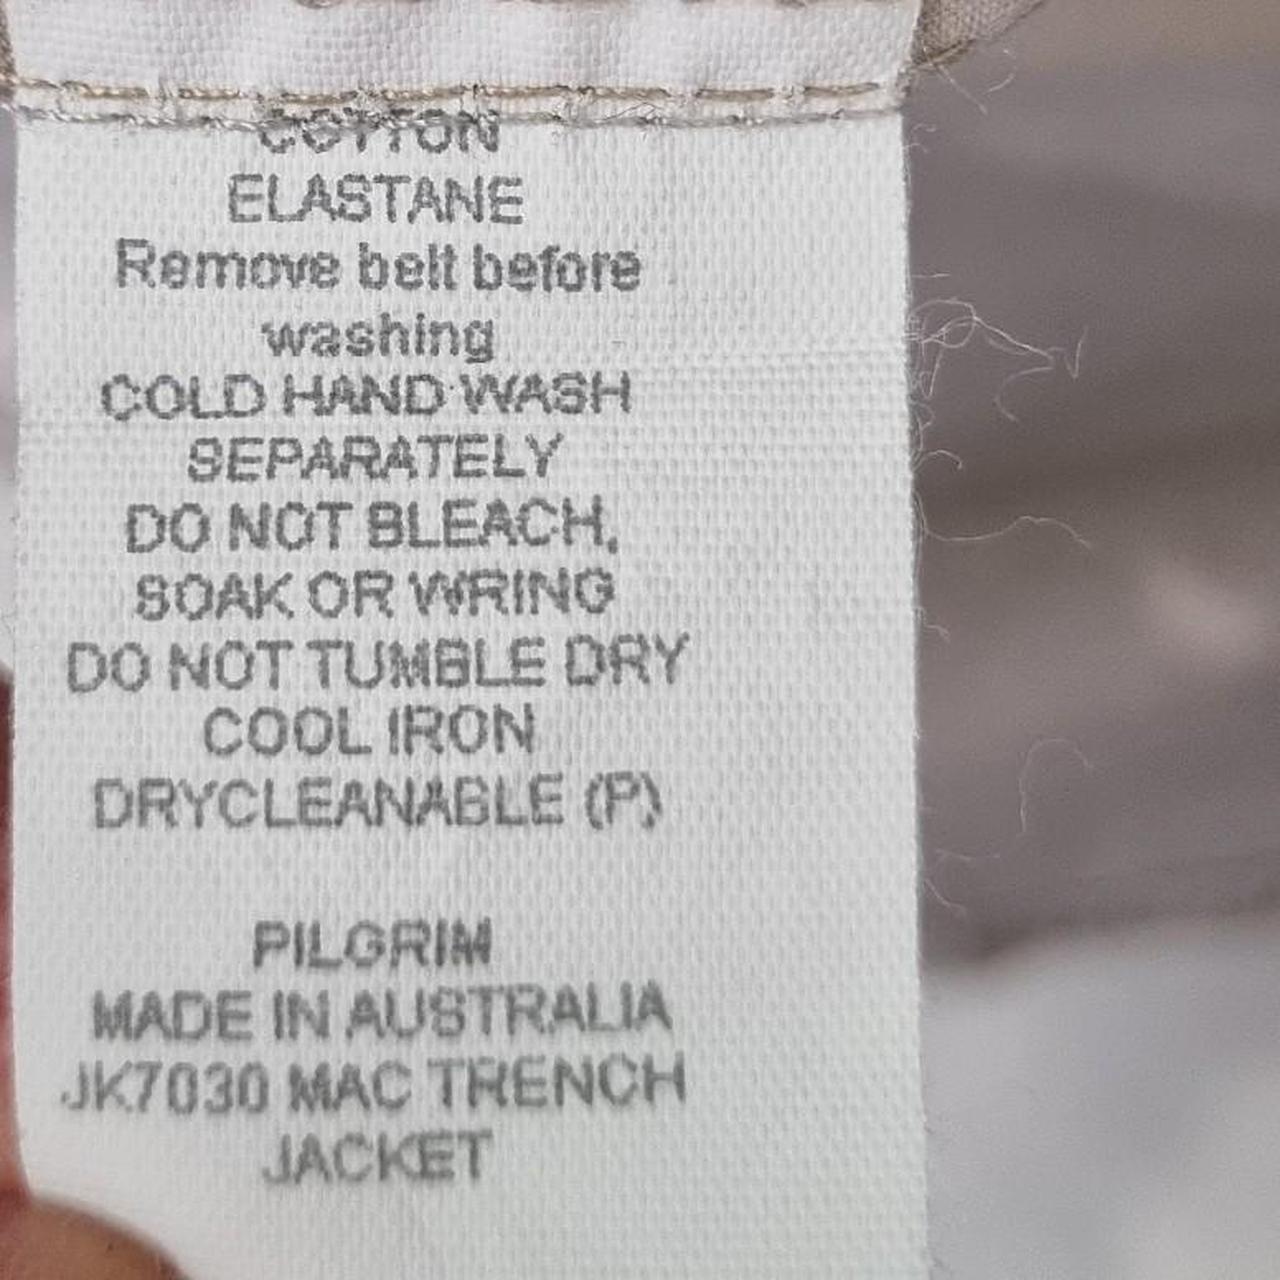 COTTON
ELASTANE
Remove belt before
washing
COLD HAND WASH
SEPARATELY
DO NOT BLEACH,
SOAK OR WRING
DO NOT TUMBLE DRY
COOL IRON
DRYCLEANABLE (P)
PILGRIM
MADE IN AUSTRALIA
JK7030 MAC TRENCH
JACKET